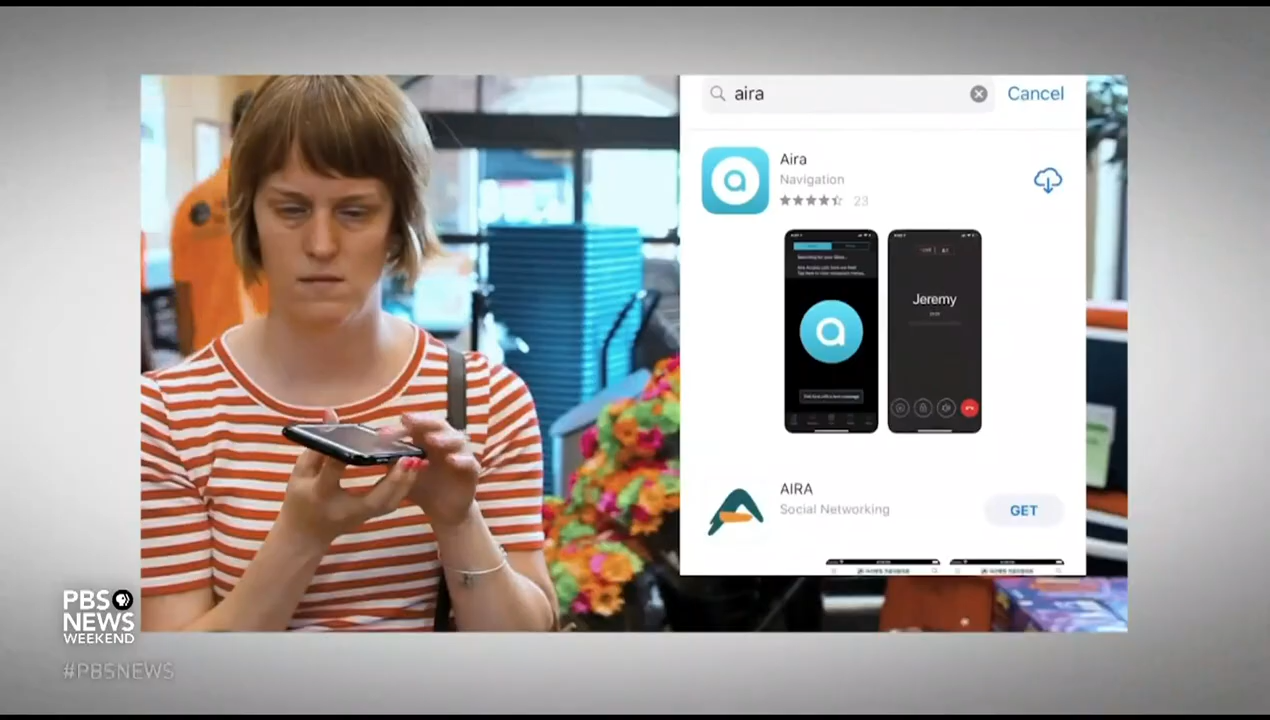 aira
Cancel
Aira
Navigation
23
Jeremy
AIRA
Social Networking
GET
PBS
NEWS
WEEKEND
#PBSNEWS